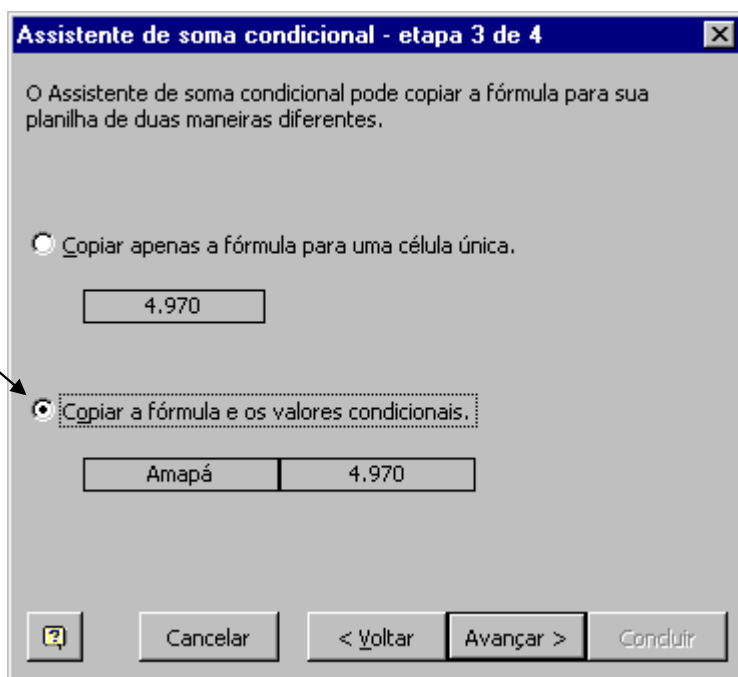 Assistente de soma condicional - etapa 3 de 4
O Assistente de soma condicional pode copiar a fórmula para sua
planilha de duas maneiras diferentes.
Copiar apenas a fórmula para uma célula única.
4.970
Copiar a fórmula e os valores condicionais.
Amapá 4.970
Cancelar < Voltar Avançar > Concluir